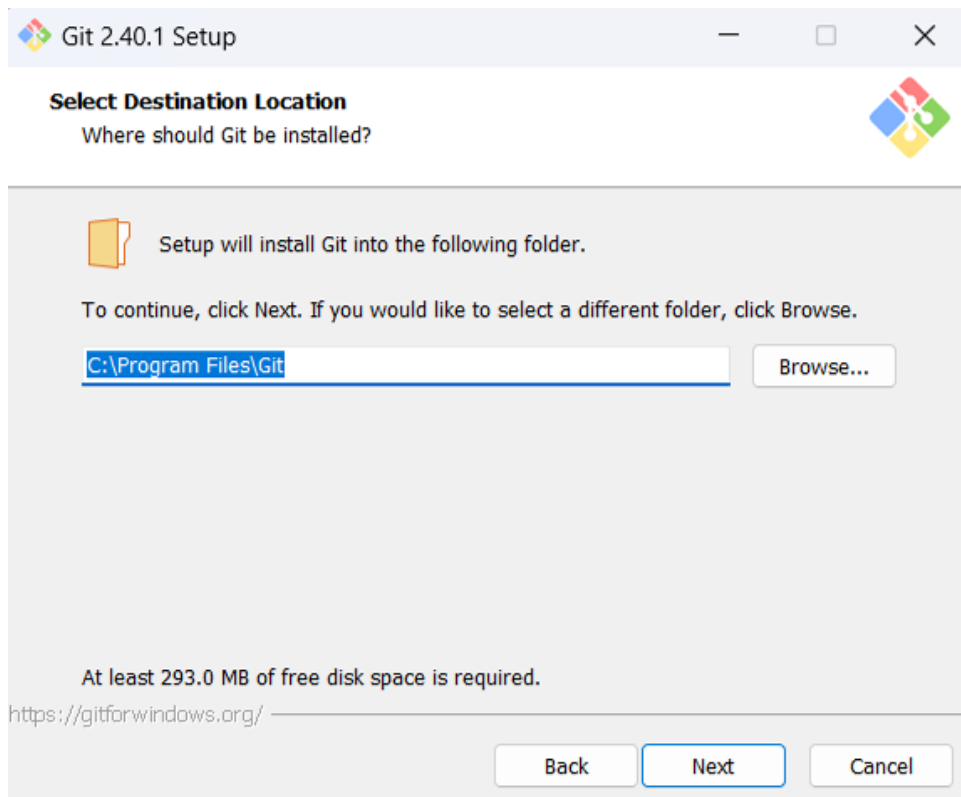 Git 2.40.1 Setup
Select Destination Location
Where should Git be installed?
Setup will install Git into the following folder.
To continue, click Next. If you would like to select a different folder, click Browse.
C:\Program Files\Git
Browse...
At least 293.0 MB of free disk space is required.
https://gitforwindows.org/
Back
Next
Cancel